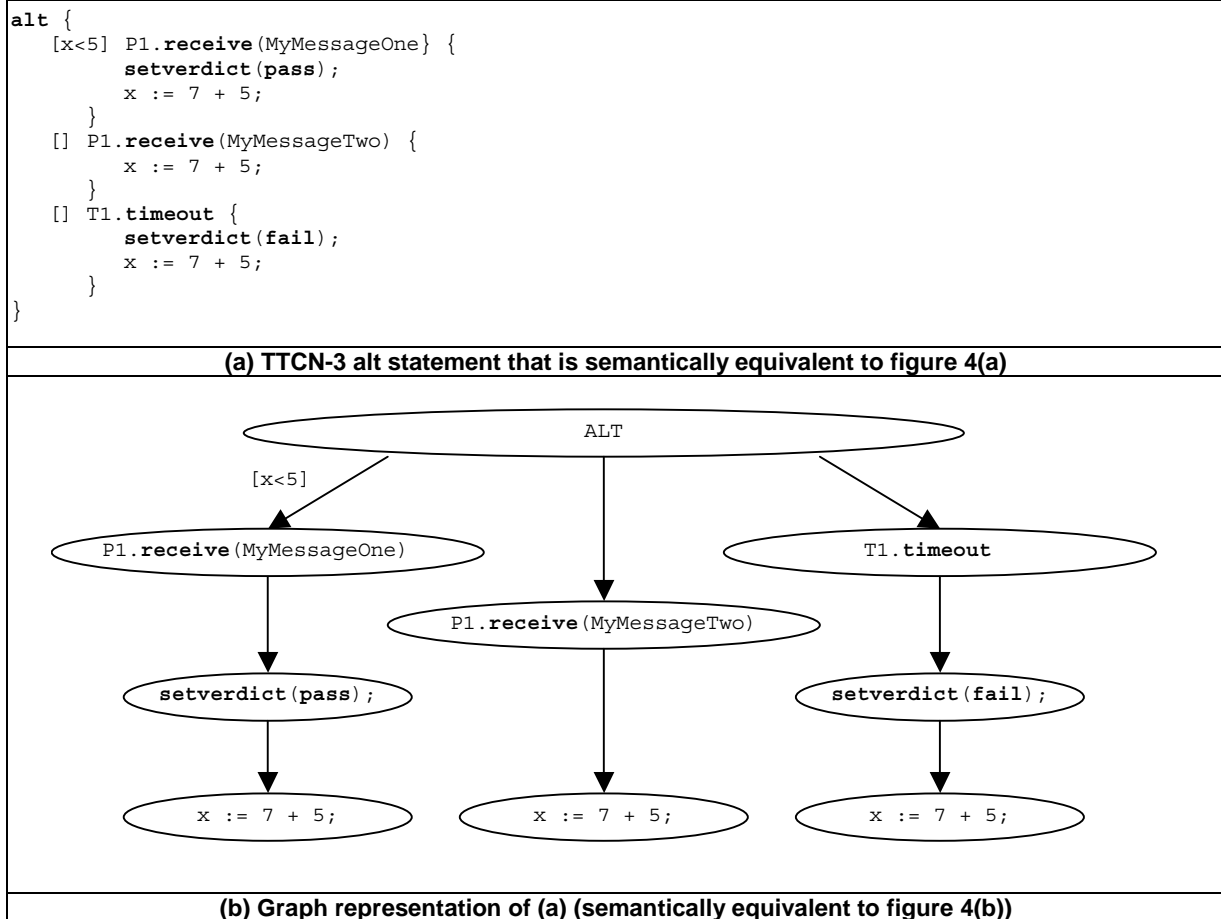 alt {
[x<5] P1.receive(MyMessageOne} {
setverdict(pass);
x := 7 + 5;
}
[] P1.receive(MyMessageTwo) {
x := 7 + 5;
}
[] T1.timeout {
setverdict(fail);
x := 7 + 5;
}
}
(a) TTCN-3 alt statement that is semantically equivalent to figure 4(a)
ALT
[x<5]
P1.receive(MyMessageOne)
T1.timeout
P1.receive(MyMessageTwo)
setverdict(pass);
setverdict(fail);
x := 7 + 5;
x := 7 + 5;
x := 7 + 5;
(b) Graph representation of (a) (semantically equivalent to figure 4(b))